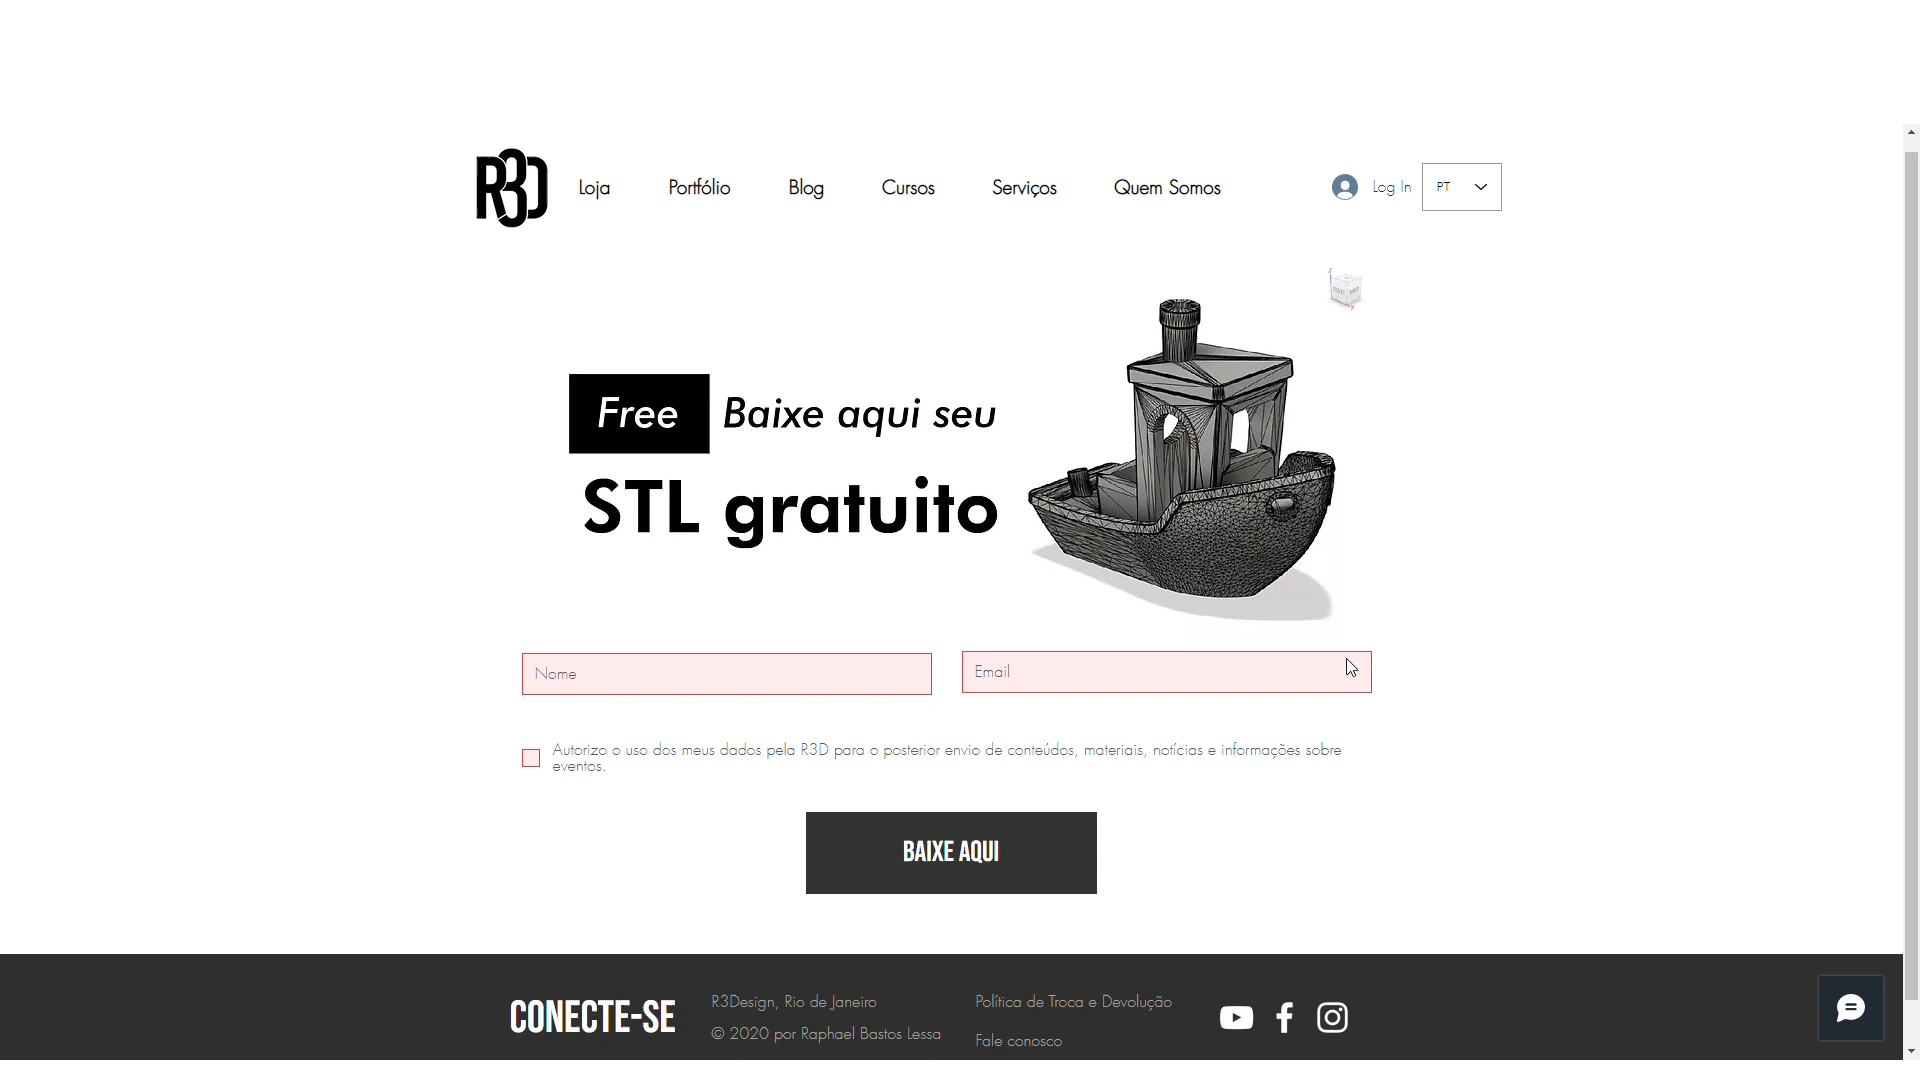 R3D
Loja
Portfólio
Blog
Cursos
Serviços
Quem Somos
Log In
PT
Free Baixe aqui seu
STL gratuito
Nome
Email
Autorizo o uso dos meus dados pela R3D para o posterior envio de conteúdos, materiais, notícias e informações sobre
eventos.
BAIXE AQUI
CONECTE-SE
R3Design, Rio de Janeiro
© 2020 por Raphael Bastos Lessa
Política de Troca e Devolução
Fale conosco